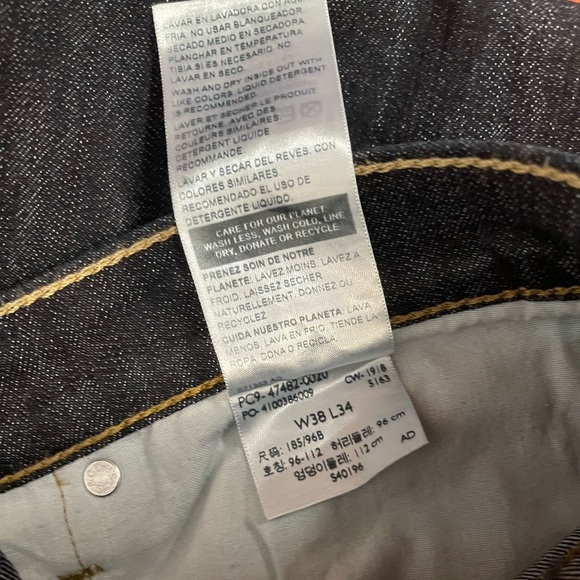 LAVAR EN LAVADORA CON AGUA
FRIA. NO USAR BLANQUEADOR.
SECADO MEDIO EN SECADORA.
PLANCHAR EN TEMPERATURA
TIBIA SI ES NECESARIO. NO
LAVAR EN SECO.
WASH AND DRY INSIDE OUT WITH
LIKE COLORS. LIQUID DETERGENT
IS RECOMMENDED.
LAVER ET SÉCHER LE PRODUIT
RETOURNÉ, AVEC DES
COULEURS SIMILAIRES.
DÉTERGENT LIQUIDE
RECOMMANDÉ.
LAVAR Y SECAR DEL REVES, CON
COLORES SIMILARES.
RECOMENDADO EL USO DE
DETERGENTE LIQUIDO.
CARE FOR OUR PLANET
WASH LESS, WASH COLD, LINE
DRY, DONATE OR RECYCLE
PRENEZ SOIN DE NOTRE
PLANÈTE: LAVEZ MOINS, LAVEZ À
FROID, LAISSEZ SÉCHER
NATURELLEMENT, DONNEZ OU
RECYCLEZ
CUIDA NUESTRO PLANETA: LAVA
MENOS, LAVA EN FRIO, TIENDE LA
ROPA, DONA O RECICLA.
PC9-47482-0020 CW-1918
PO-4100386009 S163
W38 L34
尺码: 185/96B
호칭: 96-112 허리둘레: 96 cm
엉덩이둘레: 112 cm AD
S40196